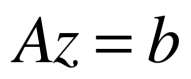 Az = b